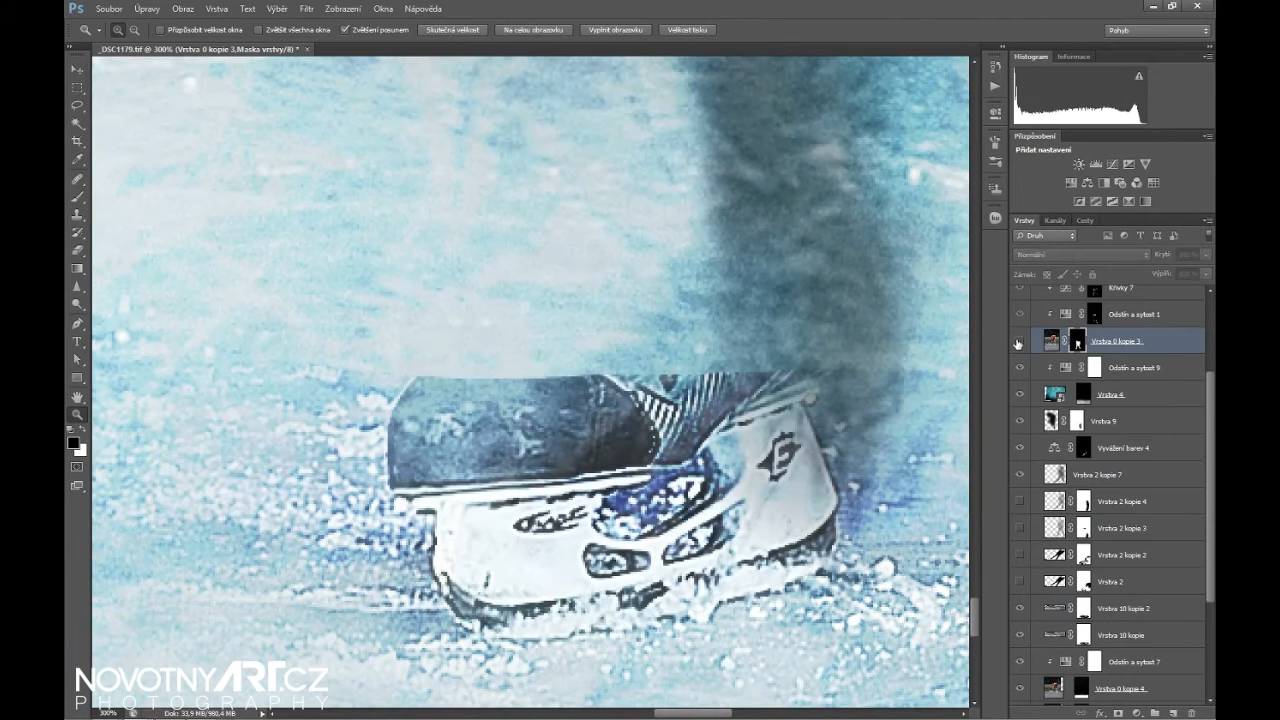 Ps Soubor Úpravy Obraz Vrstva Text Výběr Filtr Zobrazení Okna Nápověda
Přizpůsobit velikost okna Zvětšit všechna okna Zvětšení posunem Skutečná velikost Na celou obrazovku Vyplnit obrazovku Velikost tisku Pohyb
_DSC1179.tif @ 300% (Vrstva 0 kopie 3,Maska vrstvy/8) * ×
Histogram Informace
Přizpůsobení
Přidat nastavení
Vrstvy Kanály Cesty
Druh
Normální Krytí:
Zámek: Výplň:
Křivky 7
Odstín a sytost 1
Vrstva 0 kopie 3
Odstín a sytost 9
Vrstva 4
Vrstva 9
Vyvážení barev 4
Vrstva 2 kopie 7
Vrstva 2 kopie 4
Vrstva 2 kopie 3
Vrstva 2 kopie 2
Vrstva 2
Vrstva 10 kopie 2
Vrstva 10 kopie
Odstín a sytost 7
Vrstva 0 kopie 4
E
NOVOTNYART.CZ
PHOTOGRAPHY
300% Dok: 33,9 MB/980,4 MB